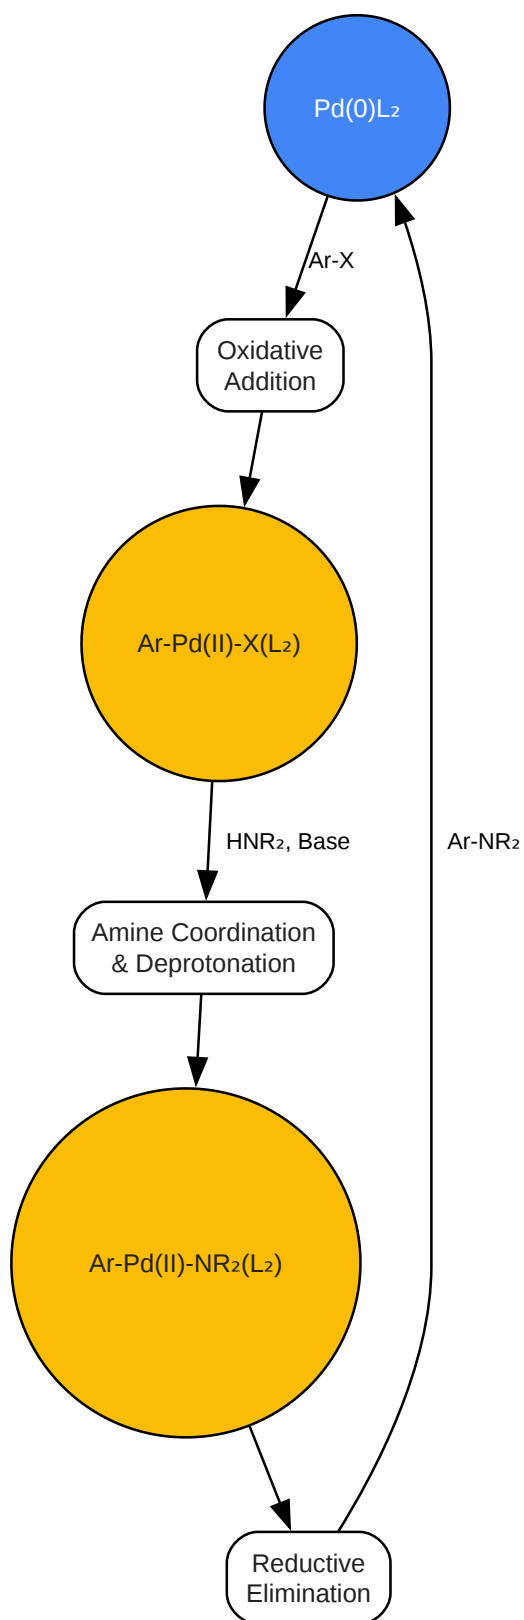 Pd(0)L₂
Ar-X
Oxidative
Addition
Ar-Pd(II)-X(L₂)
HNR₂, Base
Ar-NR₂
Amine Coordination
& Deprotonation
Ar-Pd(II)-NR₂(L₂)
Reductive
Elimination